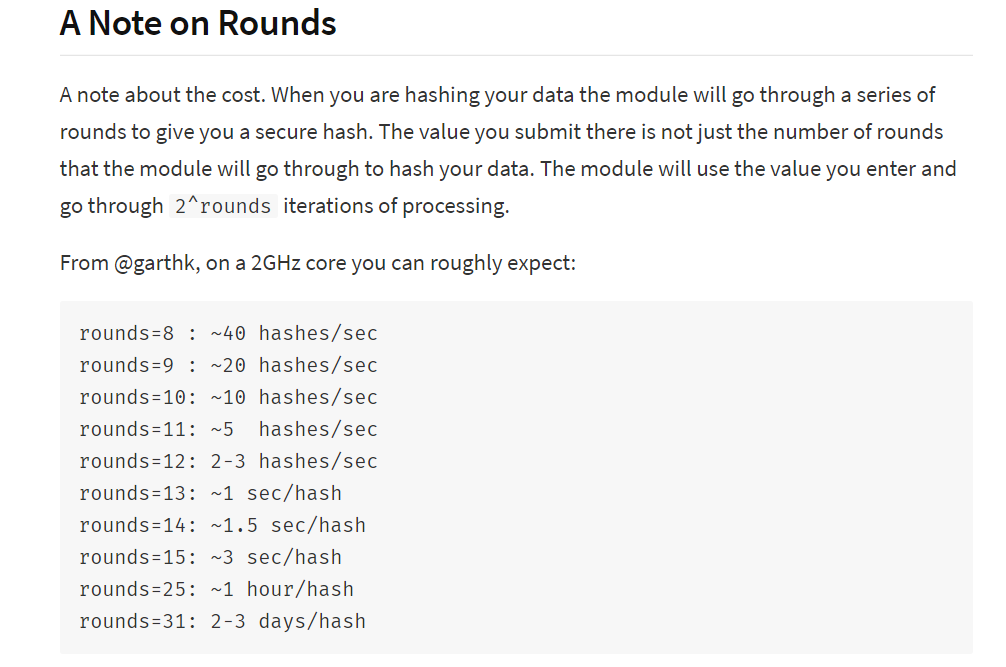 A Note on Rounds
A note about the cost. When you are hashing your data the module will go through a series of
rounds to give you a secure hash. The value you submit there is not just the number of rounds
that the module will go through to hash your data. The module will use the value you enter and
go through 2^rounds iterations of processing.
From @garthk, on a 2GHz core you can roughly expect:
rounds=8 : ~40 hashes/sec
rounds=9 : ~20 hashes/sec
rounds=10: ~10 hashes/sec
rounds=11: ~5  hashes/sec
rounds=12: 2-3 hashes/sec
rounds=13: ~1 sec/hash
rounds=14: ~1.5 sec/hash
rounds=15: ~3 sec/hash
rounds=25: ~1 hour/hash
rounds=31: 2-3 days/hash